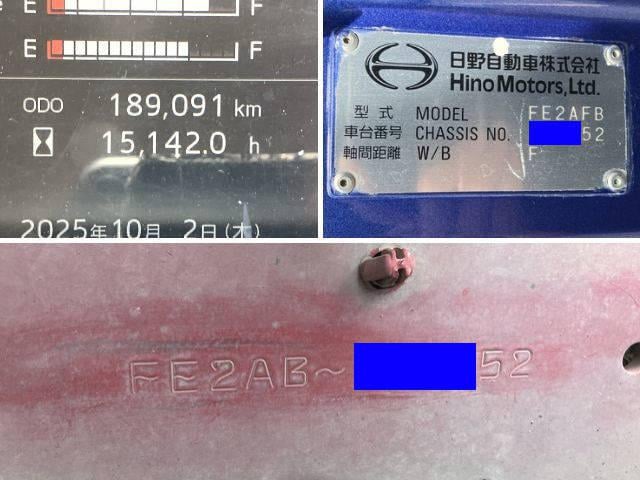 E F
E F
ODO 189,091 km
15,142.0 h
2025年10月 2日(木)
日野自動車株式会社
Hino Motors, Ltd.
型式 MODEL FE2AFB
車台番号 CHASSIS NO. 52
軸間距離 W/B F
FE2AB~ 52